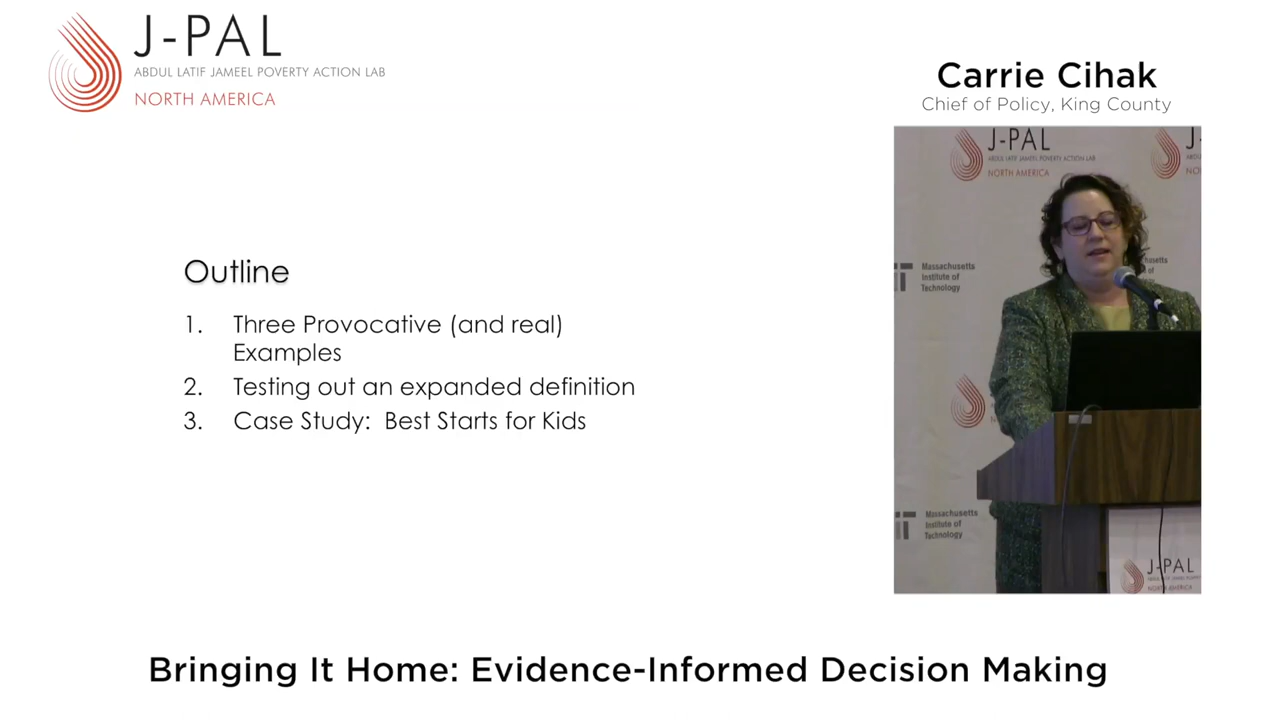 J-PAL
ABDUL LATIF JAMEEL POVERTY ACTION LAB
NORTH AMERICA
Carrie Cihak
Chief of Policy, King County
Outline
1. Three Provocative (and real)
Examples
2. Testing out an expanded definition
3. Case Study: Best Starts for Kids
J-PAL
ABDUL LATIF JAMEEL POVERTY ACTION LAB
NORTH AMERICA
Massachusetts
Institute of
Technology
Massachusetts
Institute of
Technology
J-PAL
Bringing It Home: Evidence-Informed Decision Making